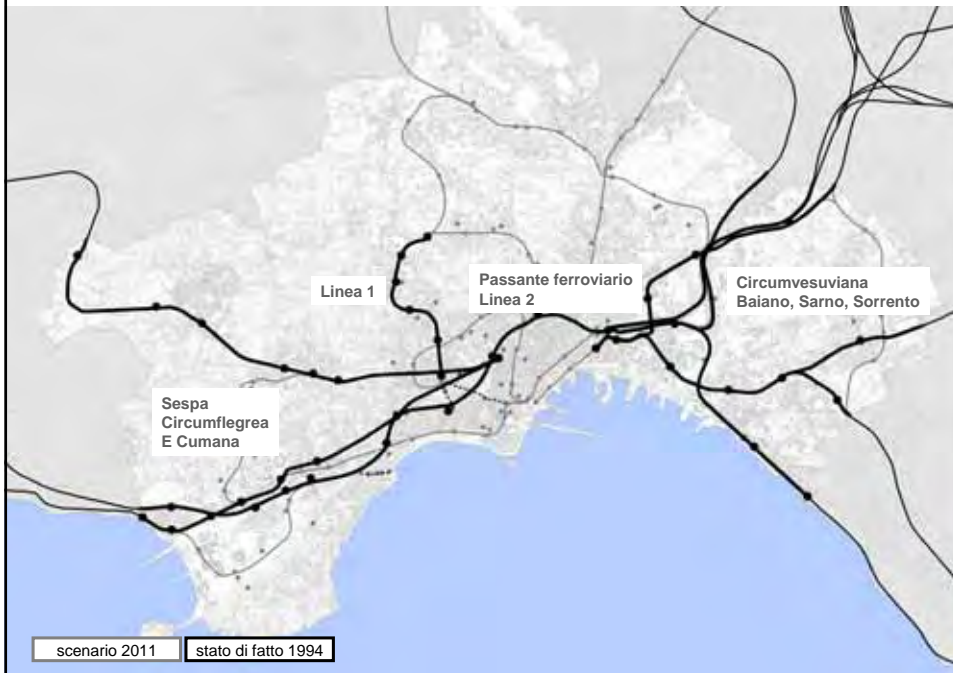 Linea 1
Passante ferroviario
Linea 2
Circumvesuviana
Baiano, Sarno, Sorrento
Sespa
Circumflegrea
E Cumana
scenario 2011
stato di fatto 1994